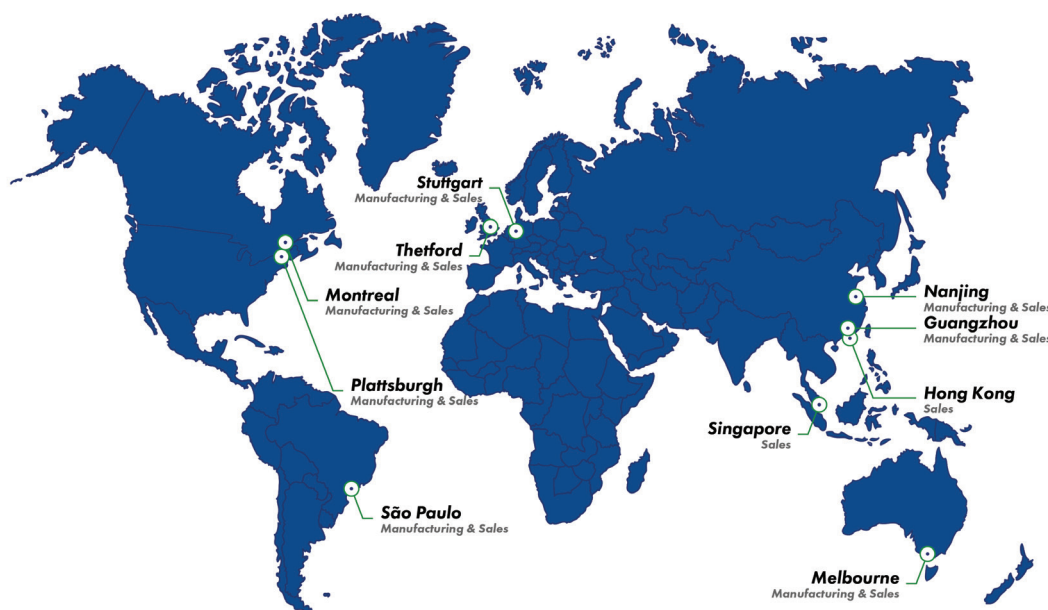 Stuttgart
Manufacturing & Sales
Thetford
Manufacturing & Sales
Montreal
Manufacturing & Sales
Plattsburgh
Manufacturing & Sales
São Paulo
Manufacturing & Sales
Nanjing
Manufacturing & Sales
Guangzhou
Manufacturing & Sales
Hong Kong
Sales
Singapore
Sales
Melbourne
Manufacturing & Sales